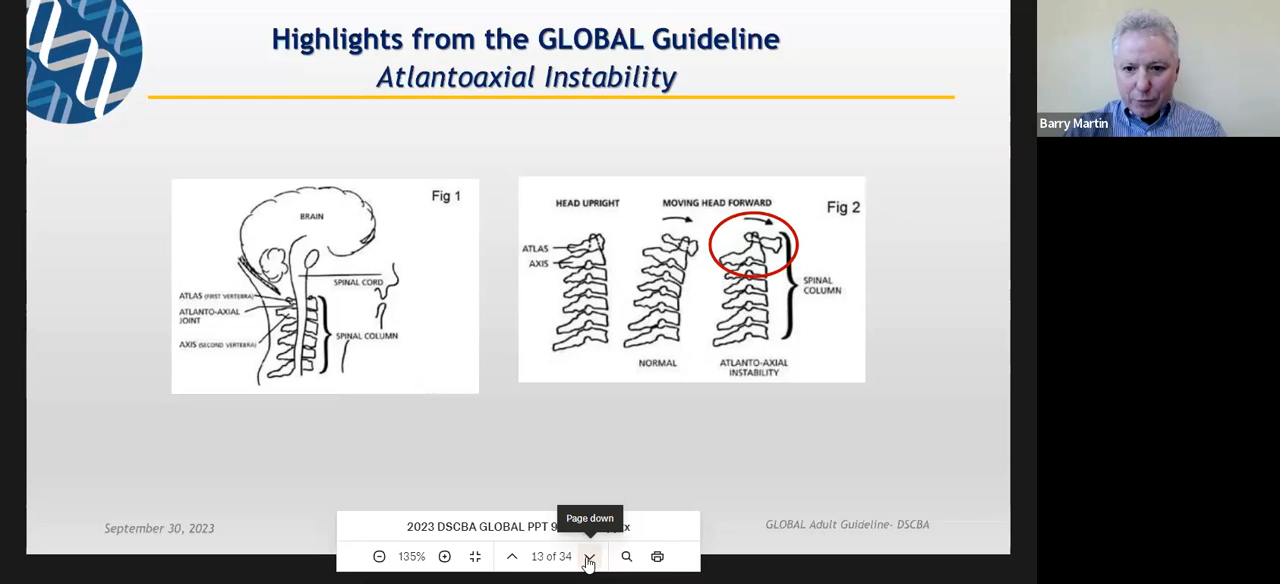 Highlights from the GLOBAL Guideline
Atlantoaxial Instability
Barry Martin
Fig 1
BRAIN
SPINAL CORD
ATLAS (FIRST VERTEBRA)
ATLANTO-AXIAL
JOINT
SPINAL COLUMN
AXIS (SECOND VERTEBRA)
HEAD UPRIGHT
MOVING HEAD FORWARD
Fig 2
ATLAS
AXIS
SPINAL
COLUMN
NORMAL
ATLANTO-AXIAL
INSTABILITY
September 30, 2023
GLOBAL Adult Guideline- DSCBA
Page down
2023 DSCBA GLOBAL PPT 9
135%
13 of 34